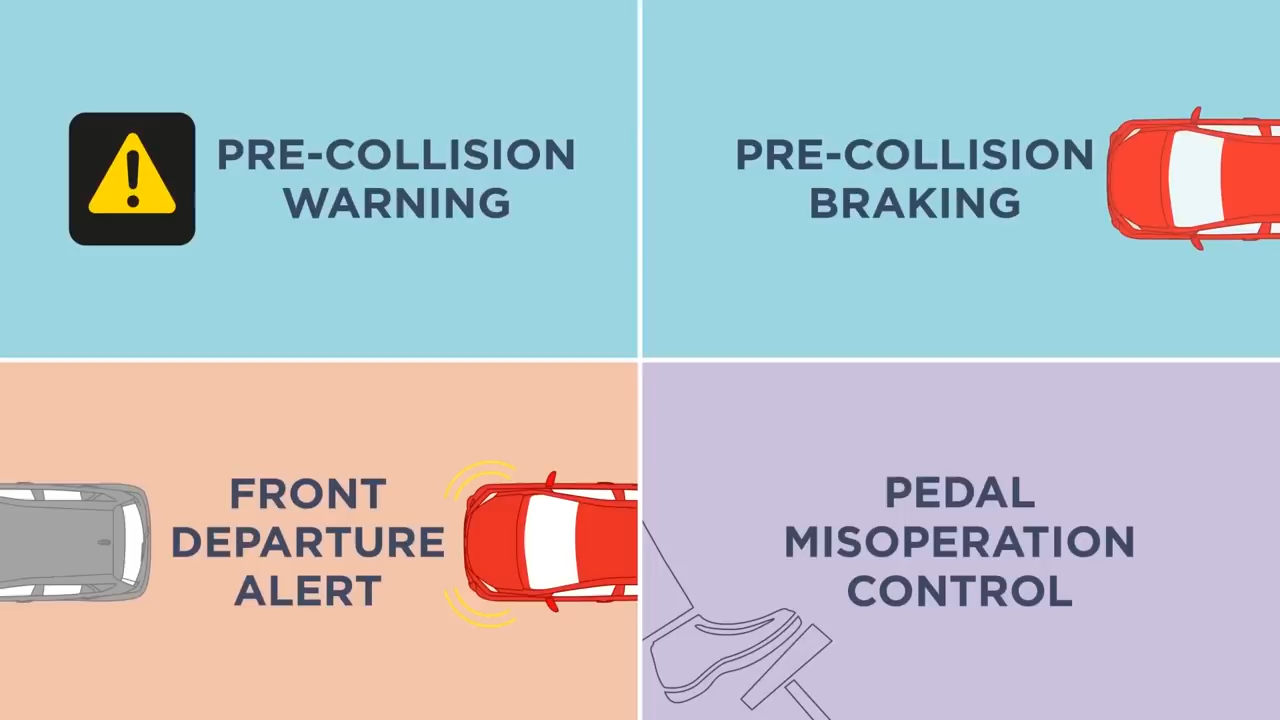 PRE-COLLISION
WARNING
PRE-COLLISION
BRAKING
FRONT
DEPARTURE
ALERT
PEDAL
MISOPERATION
CONTROL